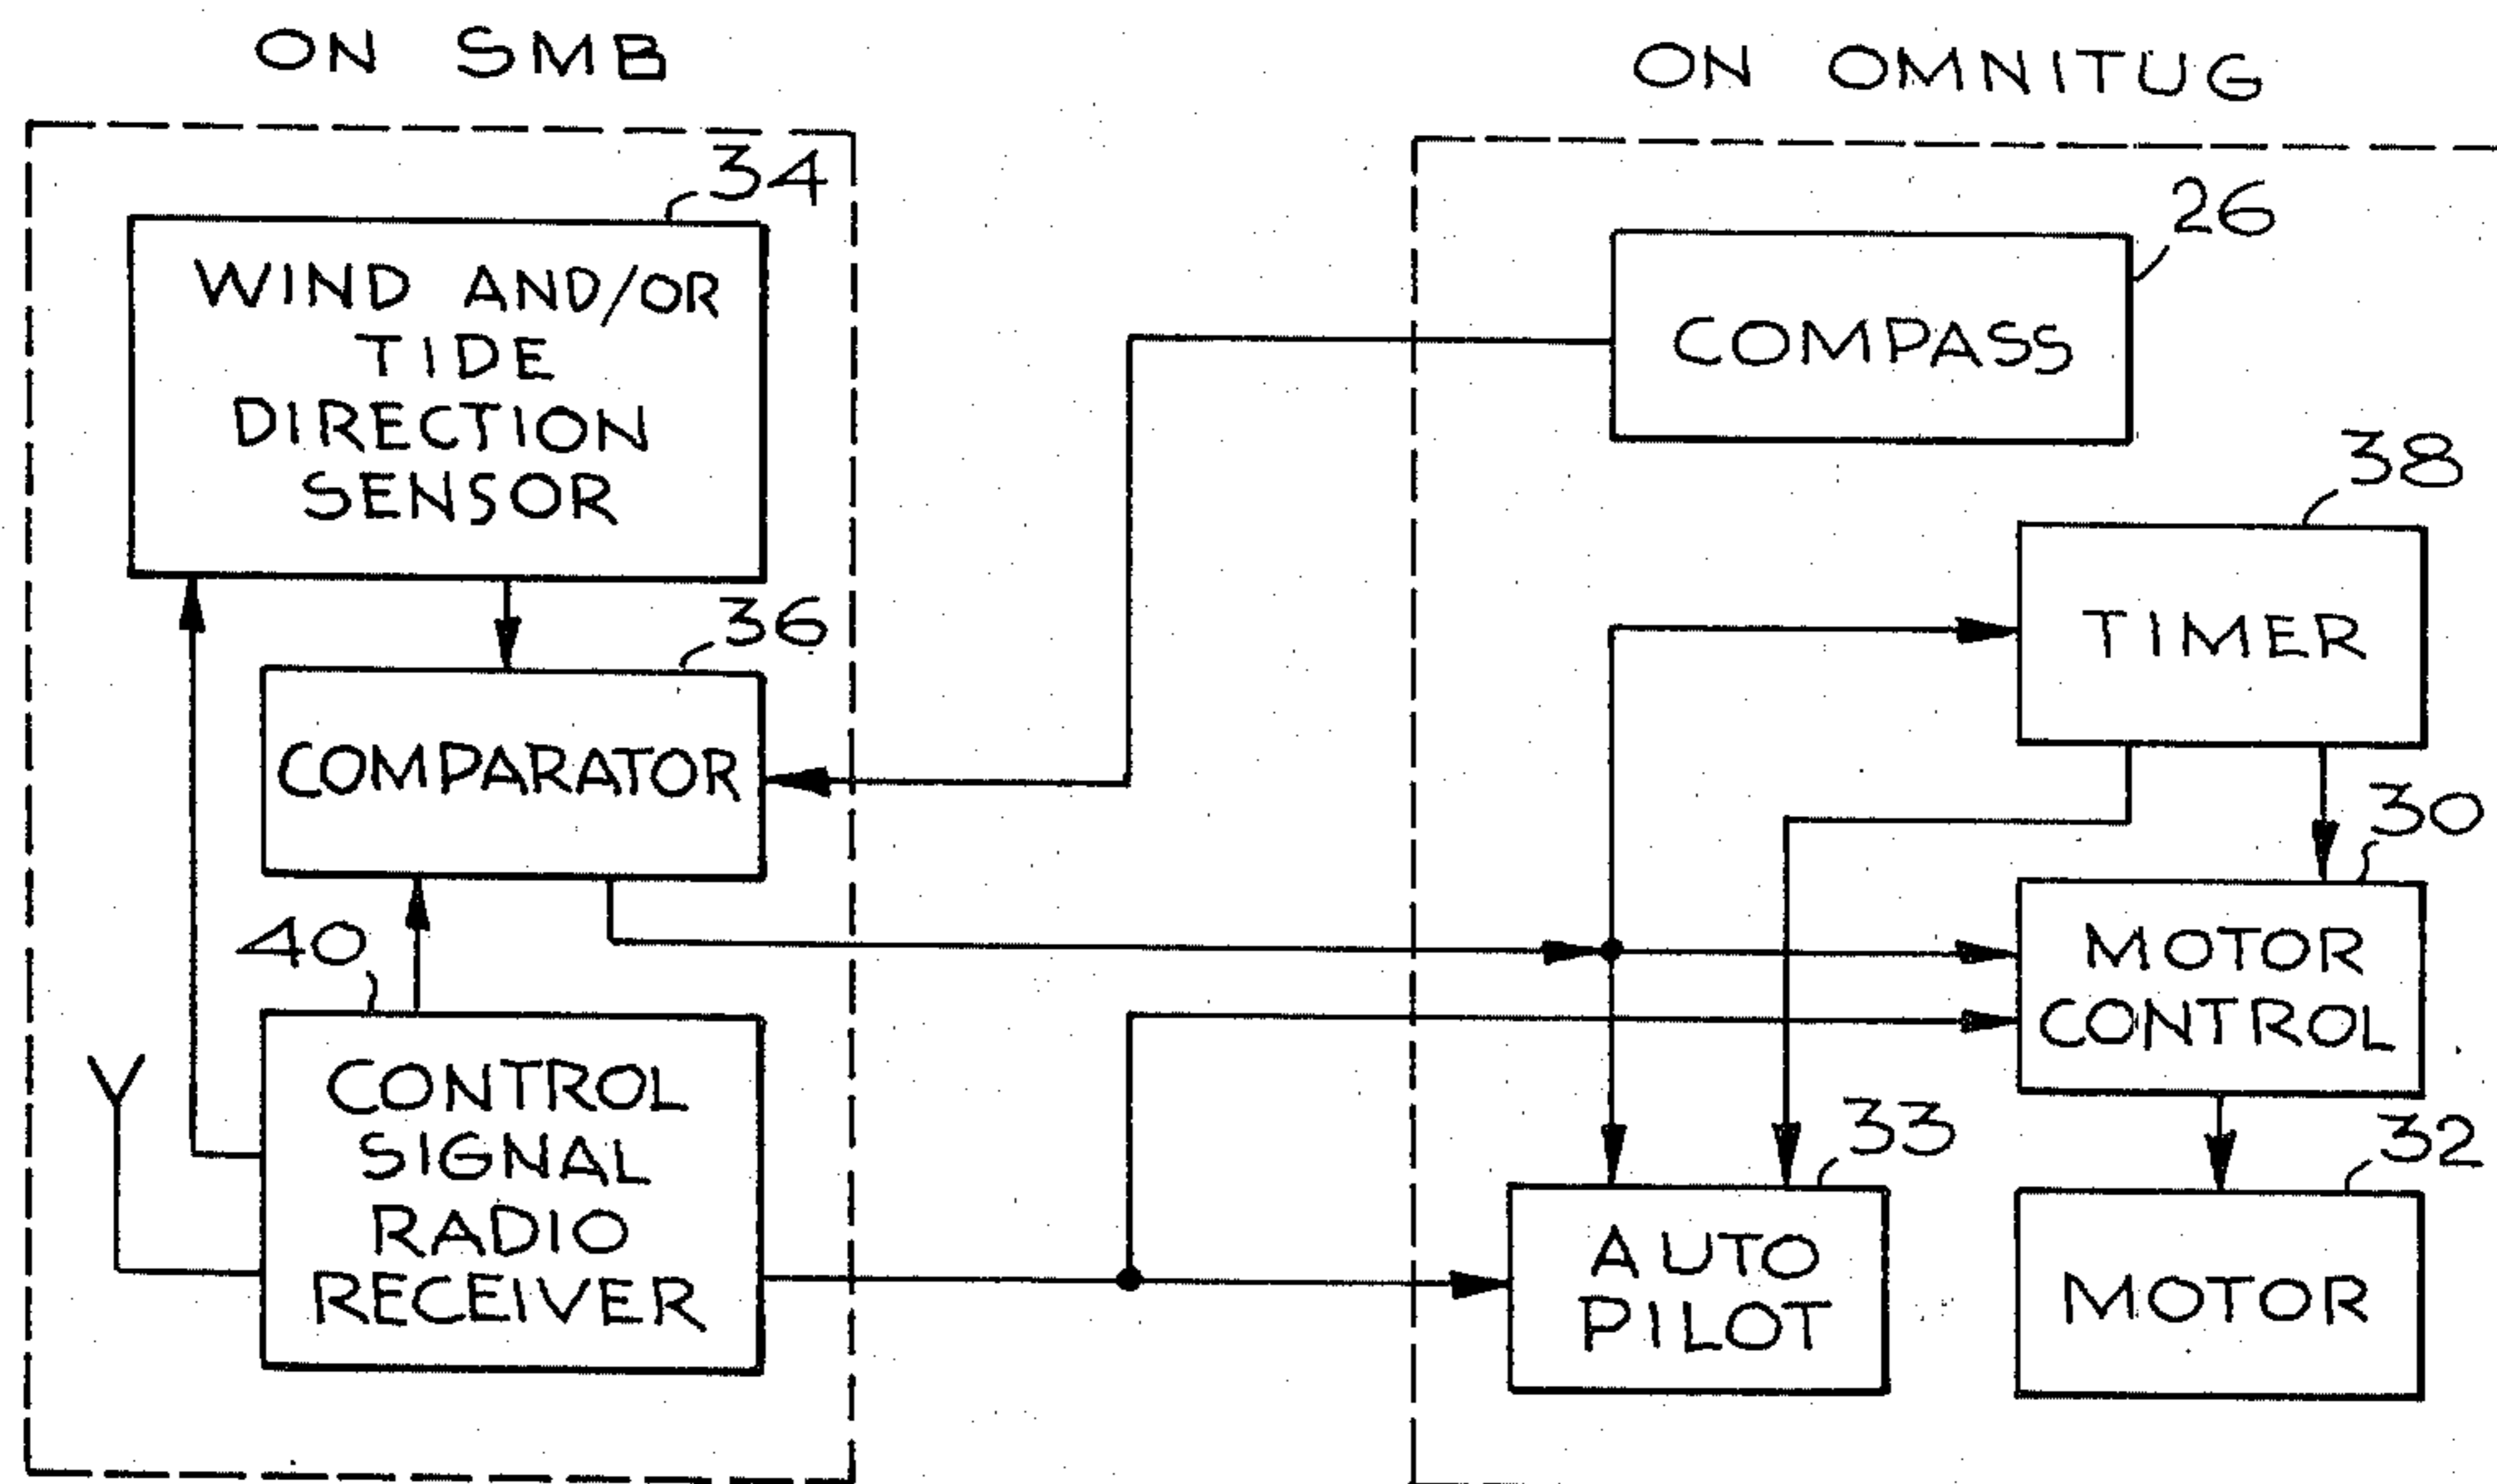 ON SMB
34
WIND AND/OR
TIDE
DIRECTION
SENSOR
36
COMPARATOR
40
CONTROL
SIGNAL
RADIO
RECEIVER
ON OMNITUG
26
COMPASS
38
TIMER
30
MOTOR
CONTROL
33
AUTO
PILOT
32
MOTOR